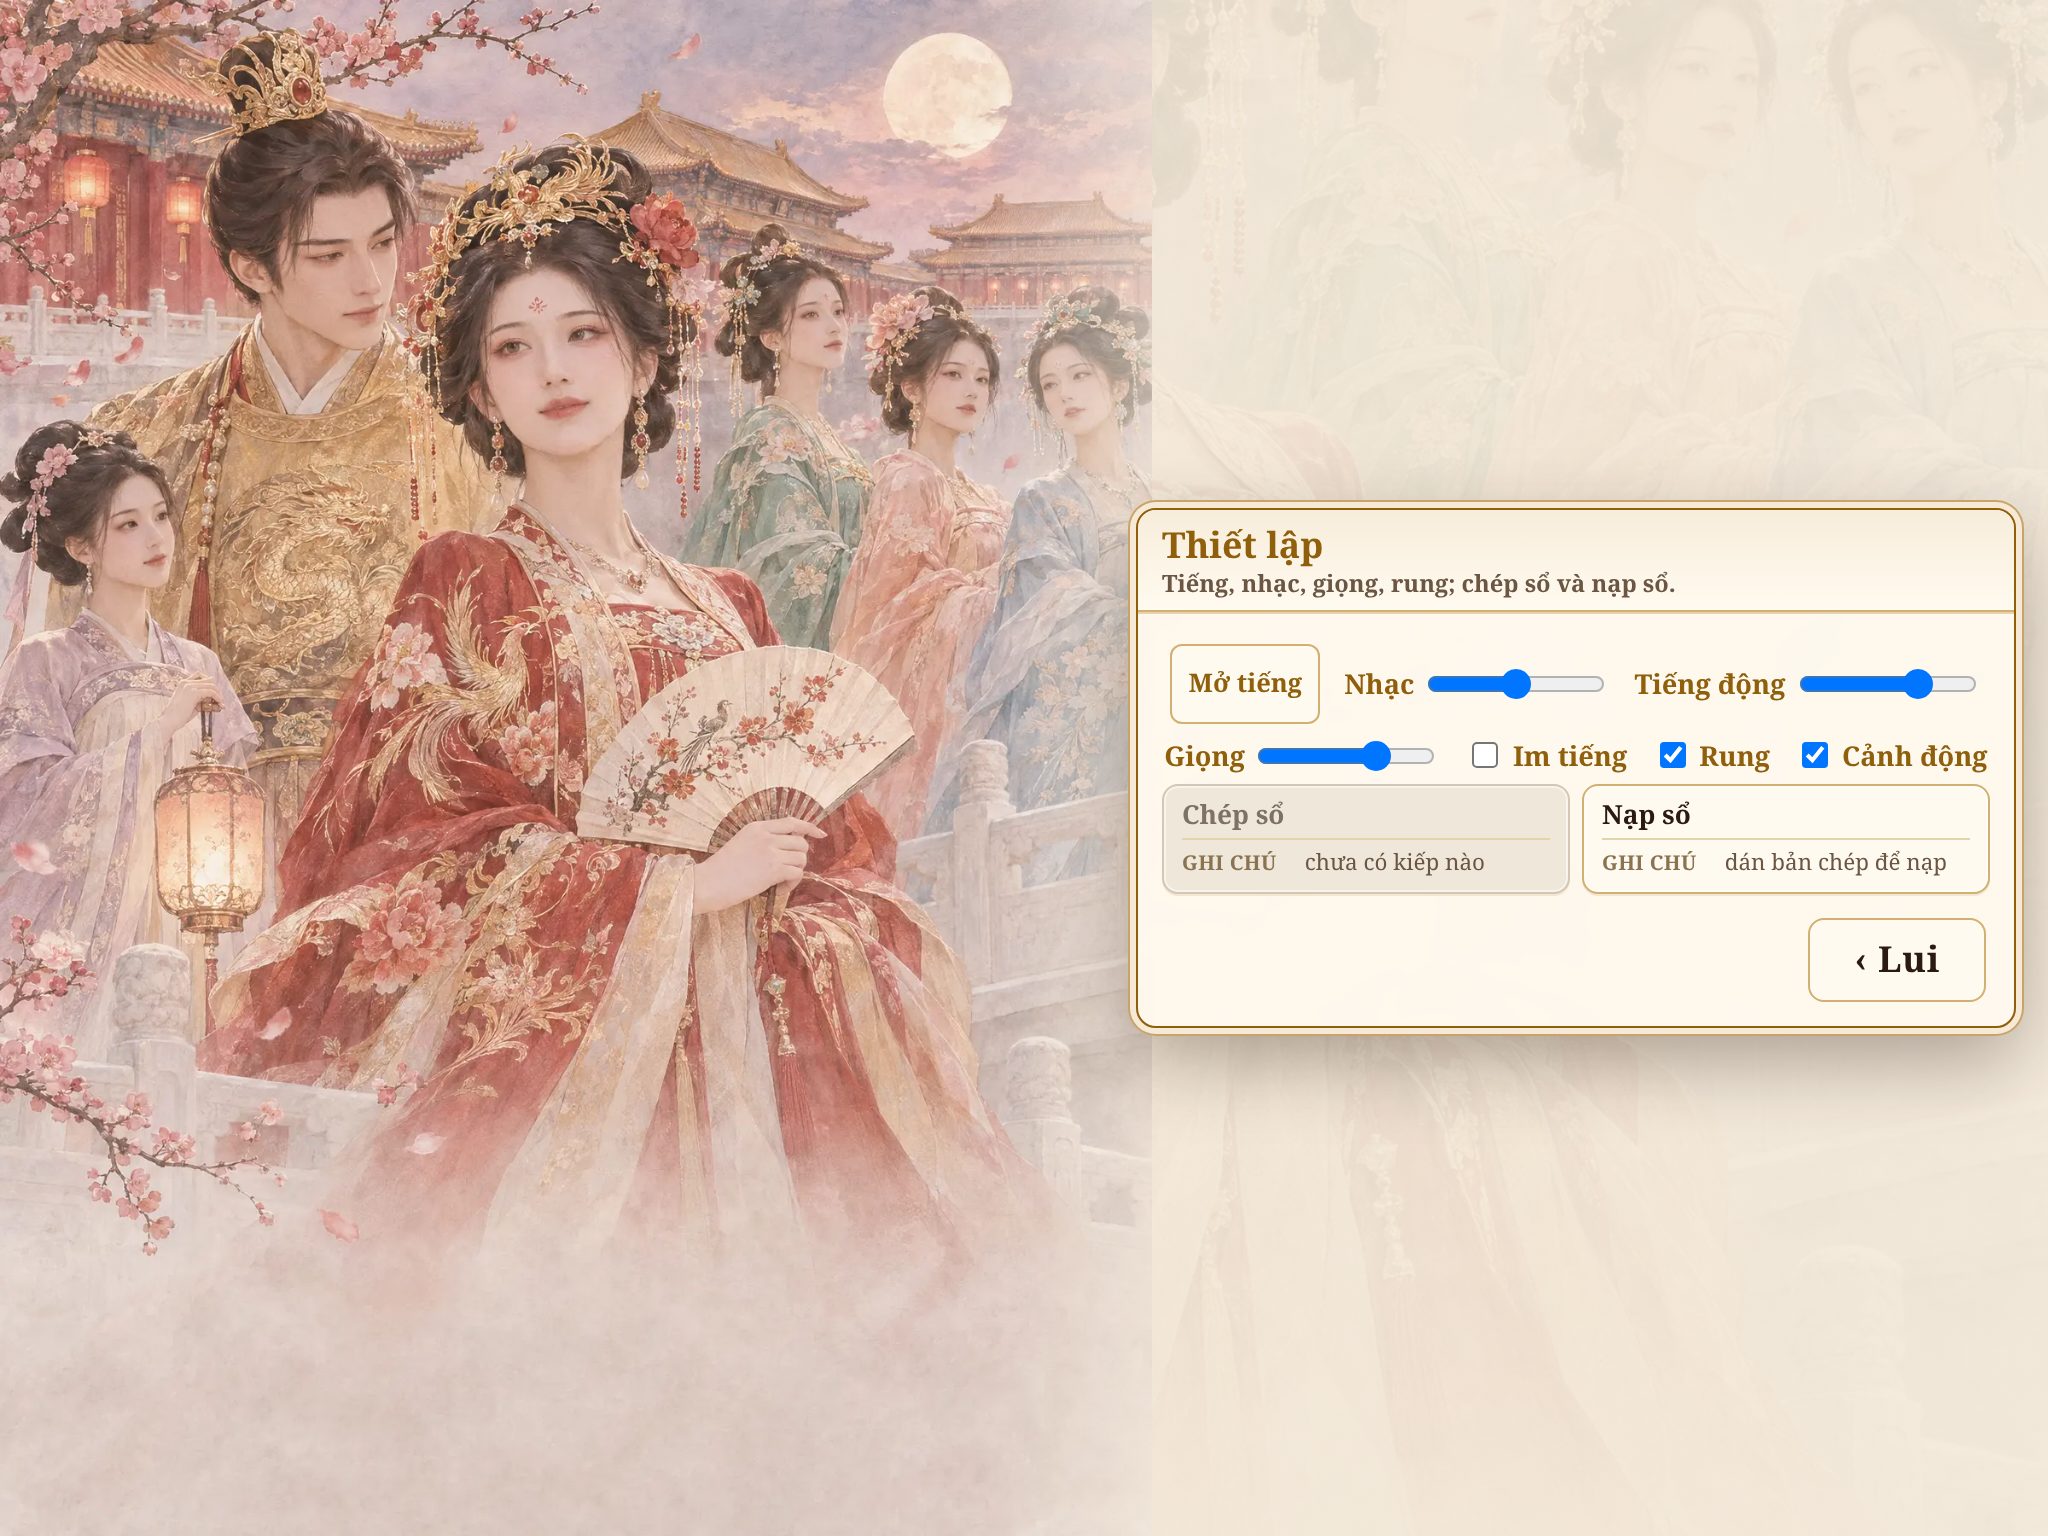 Thiết lập
Tiếng, nhạc, giọng, rung; chép sổ và nạp sổ.
Mở tiếng Nhạc Tiếng động
Giọng Im tiếng Rung Cảnh động
Chép sổ
GHI CHÚ chưa có kiếp nào
Nạp sổ
GHI CHÚ dán bản chép để nạp
‹ Lui